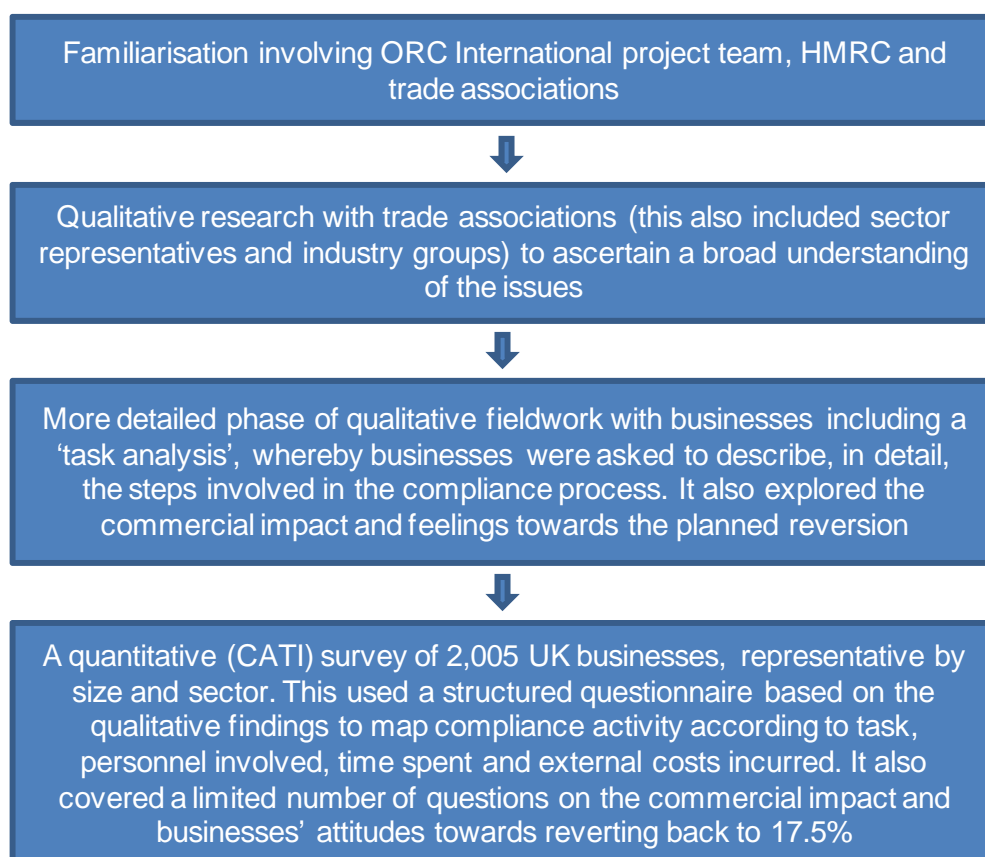 Familiarisation involving ORC International project team, HMRC and
trade associations
Qualitative research with trade associations (this also included sector
representatives and industry groups) to ascertain a broad understanding
of the issues
More detailed phase of qualitative fieldwork with businesses including a
‘task analysis’, whereby businesses were asked to describe, in detail,
the steps involved in the compliance process. It also explored the
commercial impact and feelings towards the planned reversion
A quantitative (CATI) survey of 2,005 UK businesses, representative by
size and sector. This used a structured questionnaire based on the
qualitative findings to map compliance activity according to task,
personnel involved, time spent and external costs incurred. It also
covered a limited number of questions on the commercial impact and
businesses’ attitudes towards reverting back to 17.5%